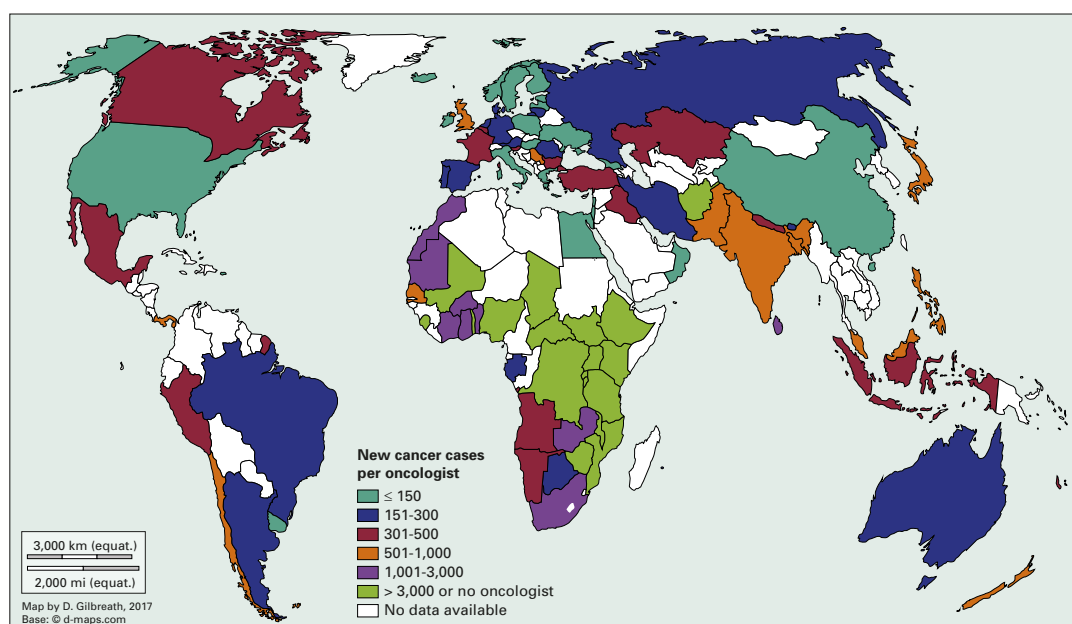 New cancer cases
per oncologist
≤ 150
151-300
301-500
501-1,000
1,001-3,000
> 3,000 or no oncologist
No data available
3,000 km (equat.)
2,000 mi (equat.)
Map by D. Gilbreath, 2017
Base: © d-maps.com